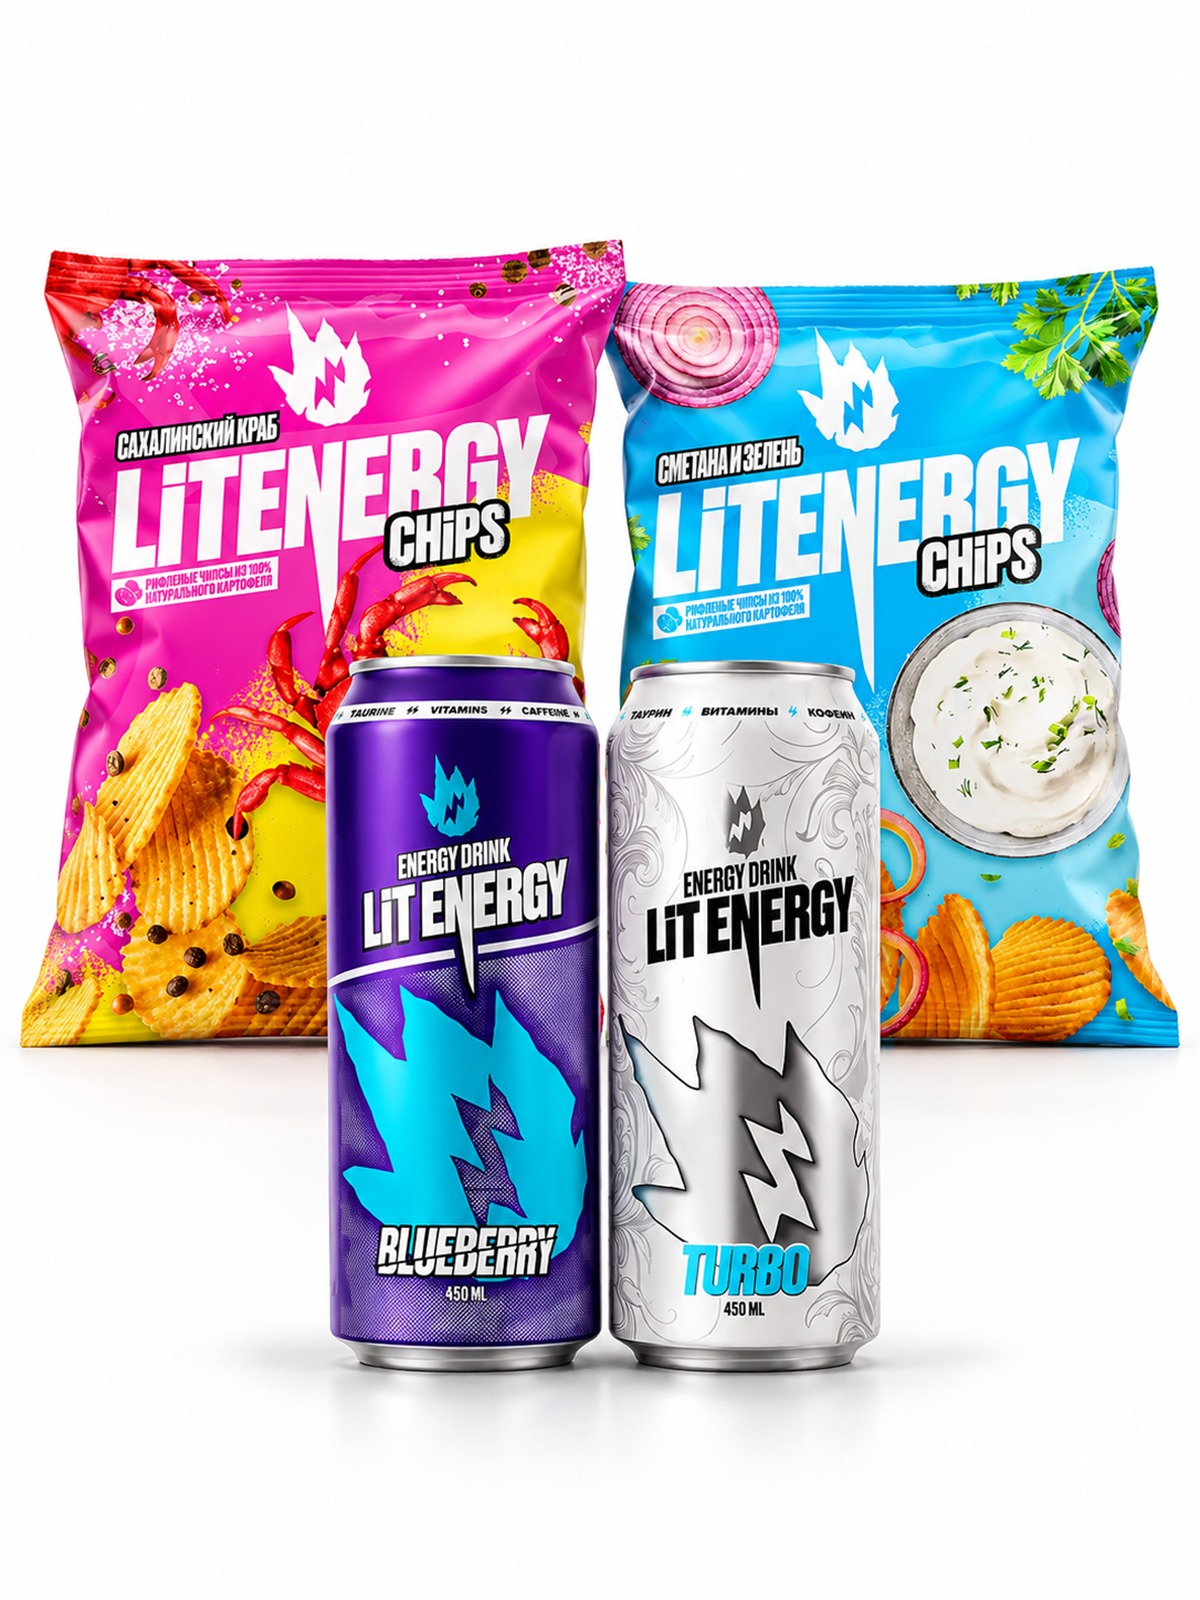 САХАЛИНСКИЙ КРАБ
LiTENERGY
CHiPS
РИФЛЕНЫЕ ЧИПСЫ ИЗ 100%
НАТУРАЛЬНОГО КАРТОФЕЛЯ
СМЕТАНА И ЗЕЛЕНЬ
LiTENERGY
CHiPS
РИФЛЕНЫЕ ЧИПСЫ ИЗ 100%
НАТУРАЛЬНОГО КАРТОФЕЛЯ
TAURINE VITAMINS CAFFEINE
ENERGY DRINK
LiT ENERGY
BLUEBERRY
450 ML
ТАУРИН ВИТАМИНЫ КОФЕИН
ENERGY DRINK
LiT ENERGY
TURBO
450 ML